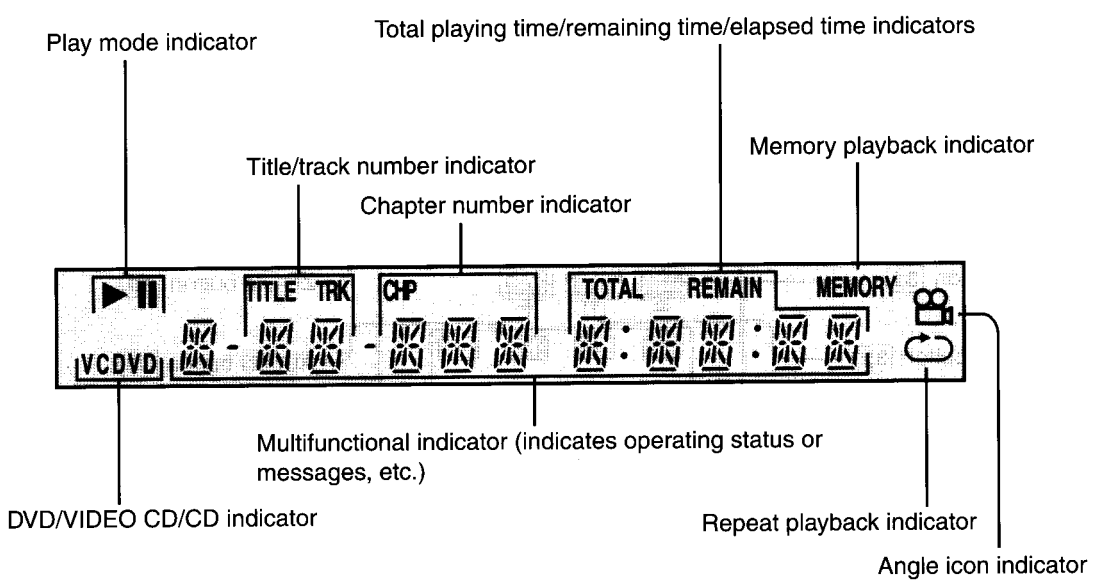 Total playing time/remaining time/elapsed time indicators
Play mode indicator
Memory playback indicator
Title/track number indicator
Chapter number indicator
TITLE TRK CHP TOTAL REMAIN MEMORY
VCDVD
Multifunctional indicator (indicates operating status or
messages, etc.)
DVD/VIDEO CD/CD indicator
Repeat playback indicator
Angle icon indicator